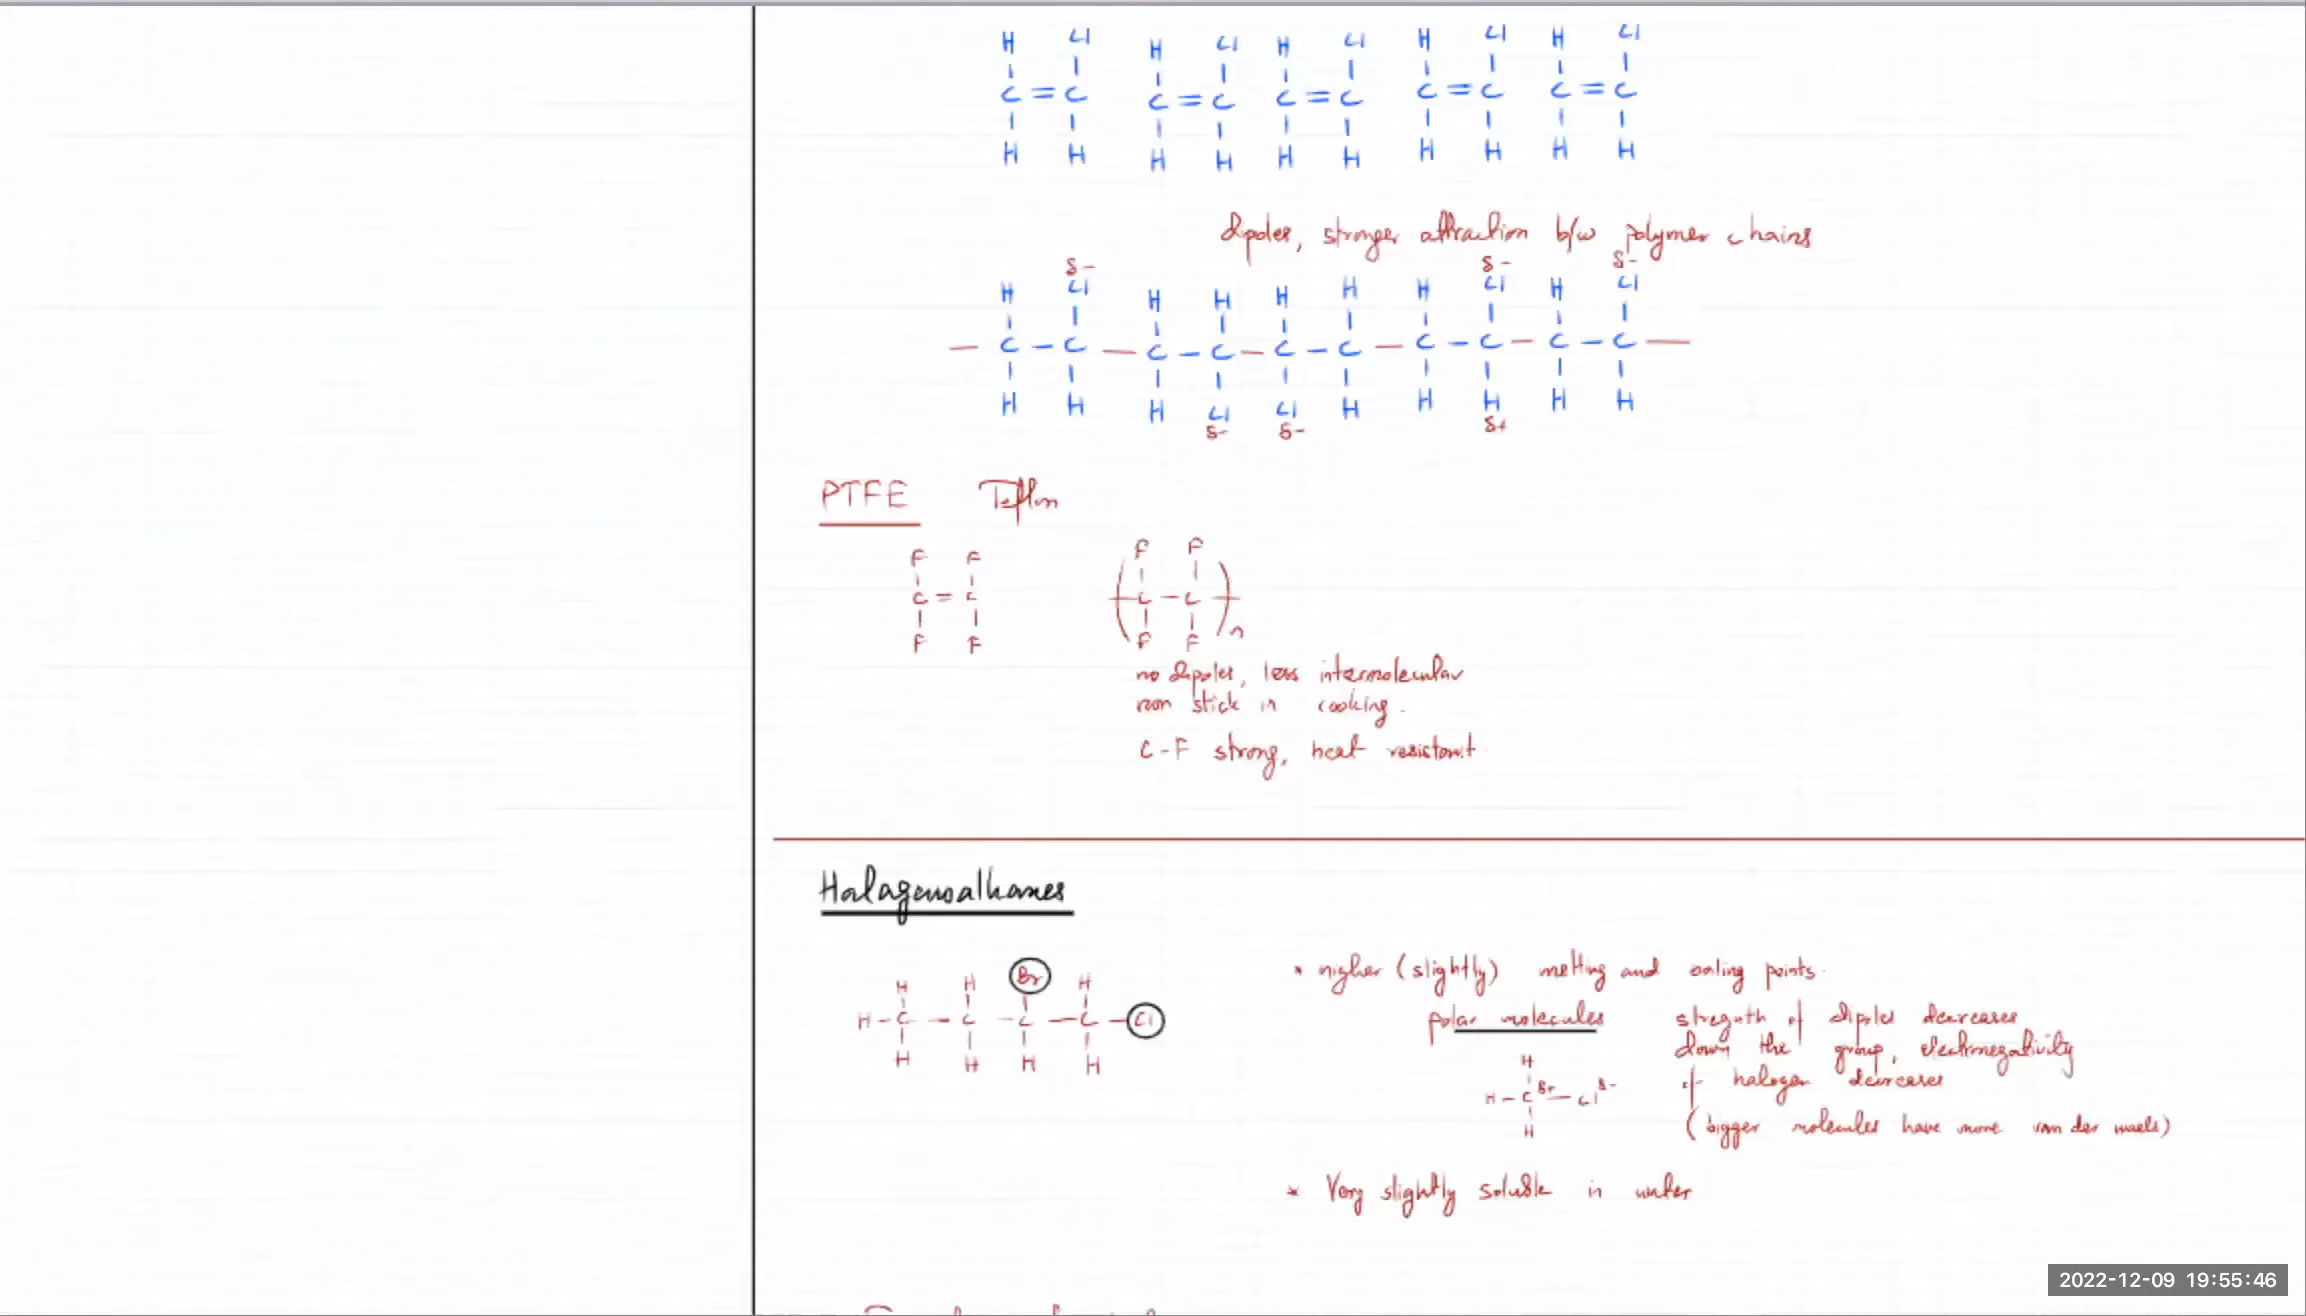 H Cl H Cl H Cl H Cl H Cl
C = C C = C C = C C = C C = C
H H H H H H H H H H
dipoles, stronger attraction b/w polymer chains
δ- δ- δ-
H Cl H H H H H Cl H Cl
— C – C — C – C — C – C — C – C — C – C —
H H H Cl Cl H H H H H
δ- δ- δ+
PTFE Teflon
F F F F
C = C ( C – C )n
F F F F
no dipoles, less intermolecular
non stick in cooking.
C-F strong, heat resistant
Halagenoalkanes
H H Br H
H – C – C – C – C – Cl
H H H H
* higher (slightly) melting and boiling points.
polar molecules
H
H – C δ+ – Cl δ-
H
stregnth of dipoles decreases
down the group, electronegativity
of halogen decreases
(bigger molecules have more van der waals)
* Very slightly soluble in water
2022-12-09 19:55:46